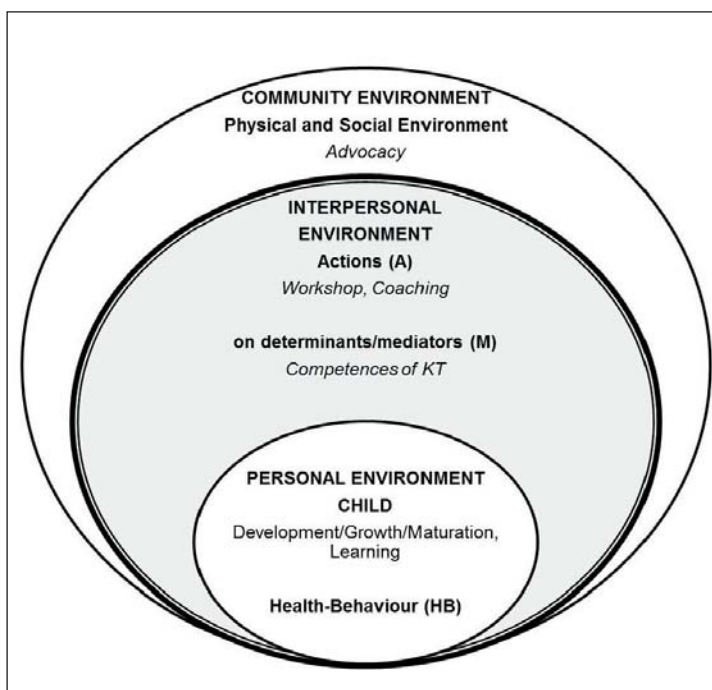 COMMUNITY ENVIRONMENT
Physical and Social Environment
Advocacy
INTERPERSONAL
ENVIRONMENT
Actions (A)
Workshop, Coaching
on determinants/mediators (M)
Competences of KT
PERSONAL ENVIRONMENT
CHILD
Development/Growth/Maturation,
Learning
Health-Behaviour (HB)